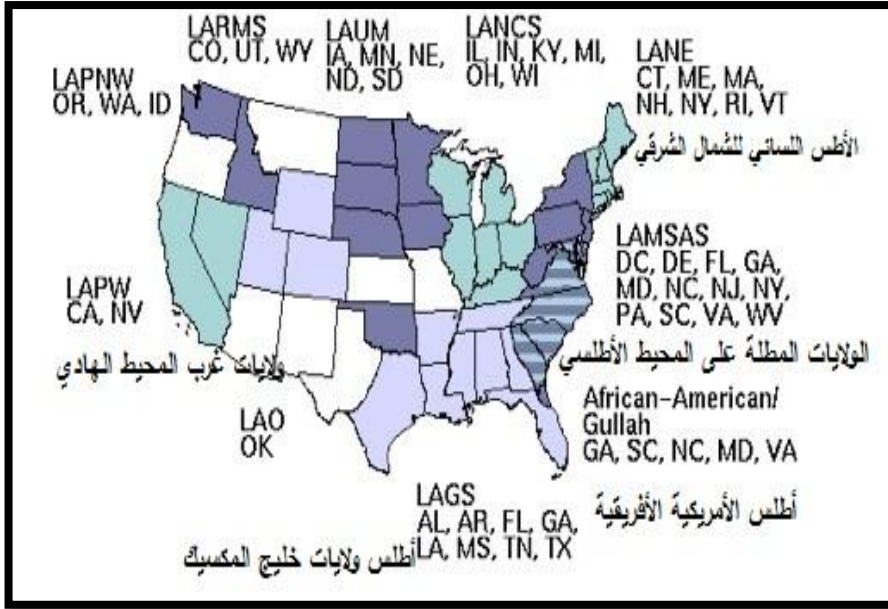 LARMS
CO, UT, WY
LAUM
IA, MN, NE,
ND, SD
LANCS
IL, IN, KY, MI,
OH, WI
LANE
CT, ME, MA,
NH, NY, RI, VT
الأطس اللساني للشمال الشرقي
LAPNW
OR, WA, ID
LAMSAS
DC, DE, FL, GA,
MD, NC, NJ, NY,
PA, SC, VA, WV
الولايات المطلة على المحيط الأطلسي
LAPW
CA, NV
ولايات غرب المحيط الهادي
African-American/
Gullah
GA, SC, NC, MD, VA
أطلس الأمريكية الأفريقية
LAO
OK
LAGS
AL, AR, FL, GA,
LA, MS, TN, TX
أطلس ولايات خليج المكسيك